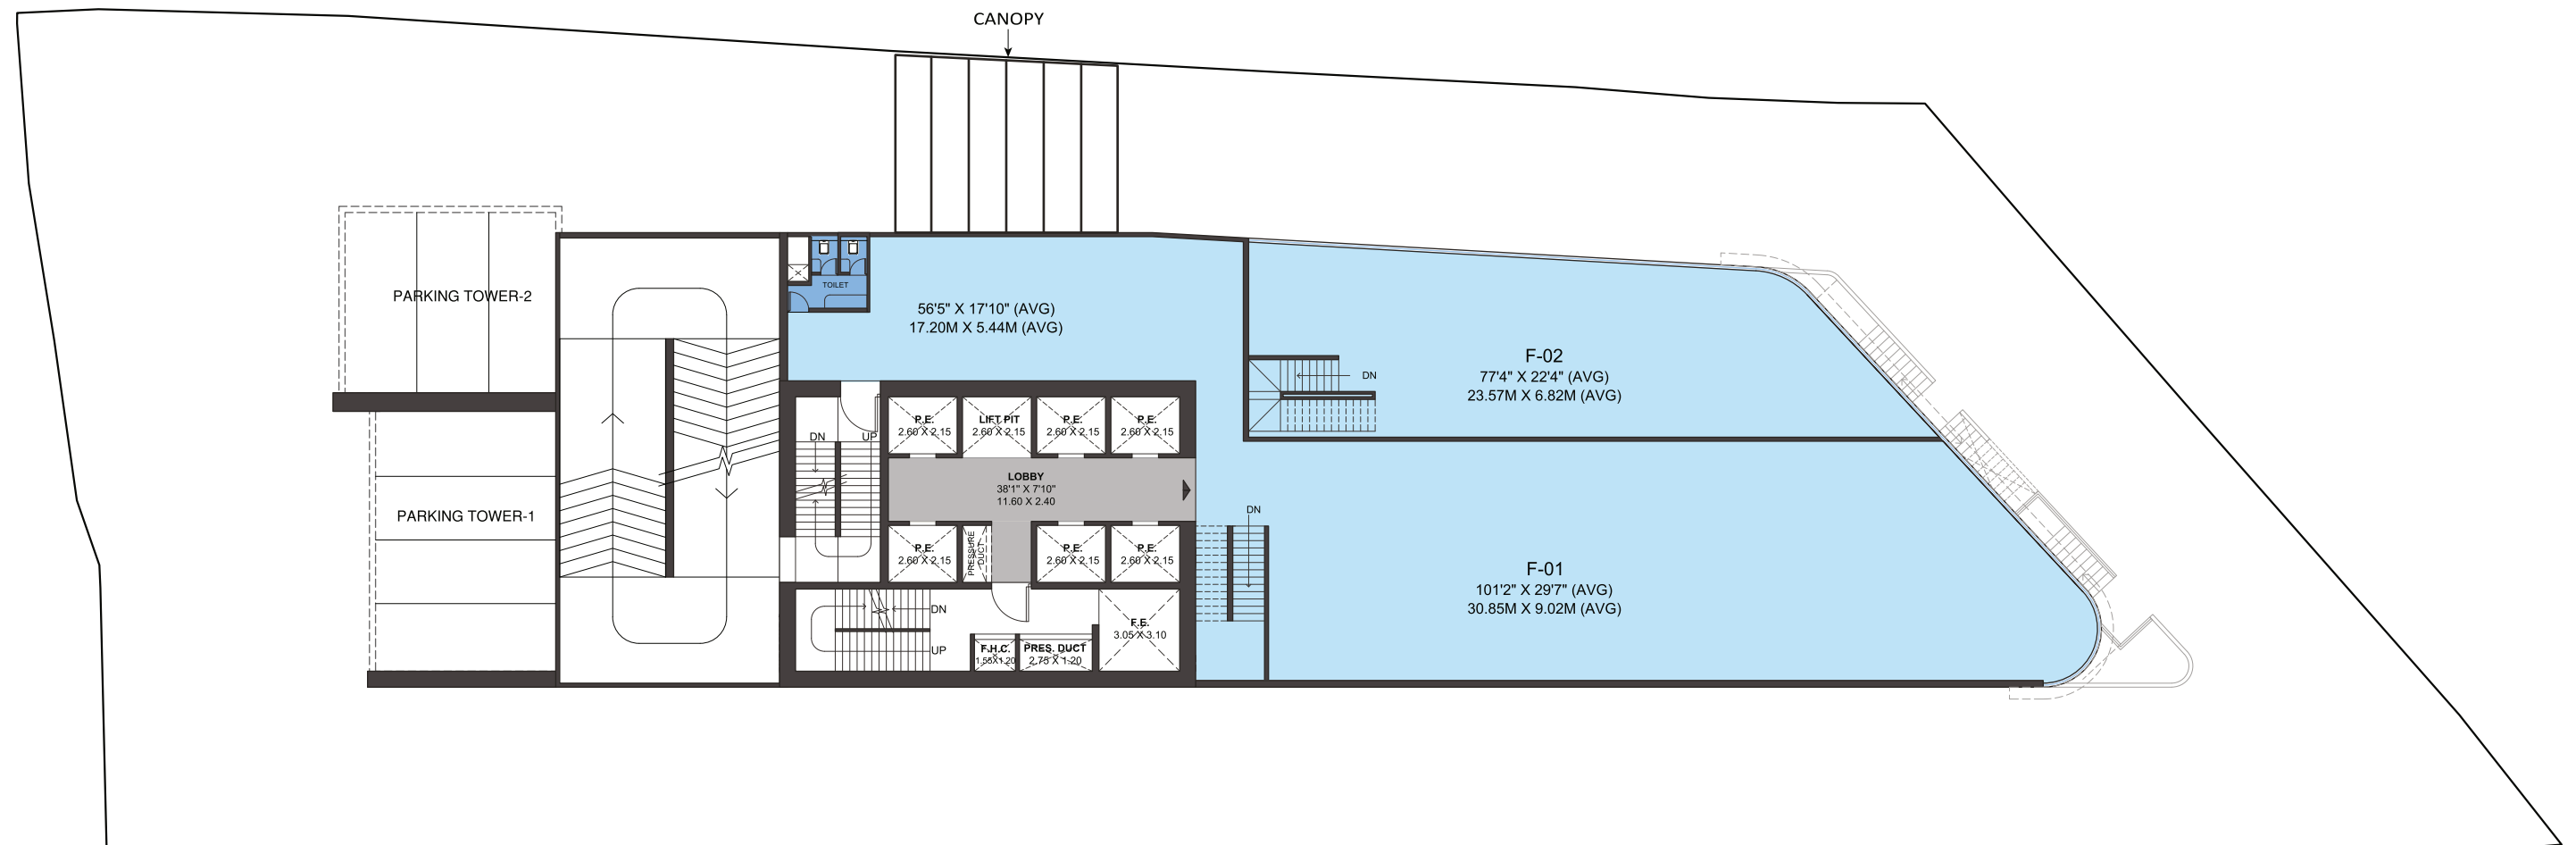 CANOPY
PARKING TOWER-2
TOILET
56'5" X 17'10" (AVG)
17.20M X 5.44M (AVG)
F-02
77'4" X 22'4" (AVG)
23.57M X 6.82M (AVG)
DN
DN
UP
P.E.
2.60 X 2.15
LIFT PIT
2.60 X 2.15
P.E.
2.60 X 2.15
P.E.
2.60 X 2.15
LOBBY
38'1" X 7'10"
11.60 X 2.40
PARKING TOWER-1
DN
P.E.
2.60 X 2.15
PRESSURE
DUCT
P.E.
2.60 X 2.15
P.E.
2.60 X 2.15
F-01
101'2" X 29'7" (AVG)
30.85M X 9.02M (AVG)
DN
UP
F.E.
3.05 X 3.10
F.H.C.
1.55X1.20
PRES. DUCT
2.75 X 1.20